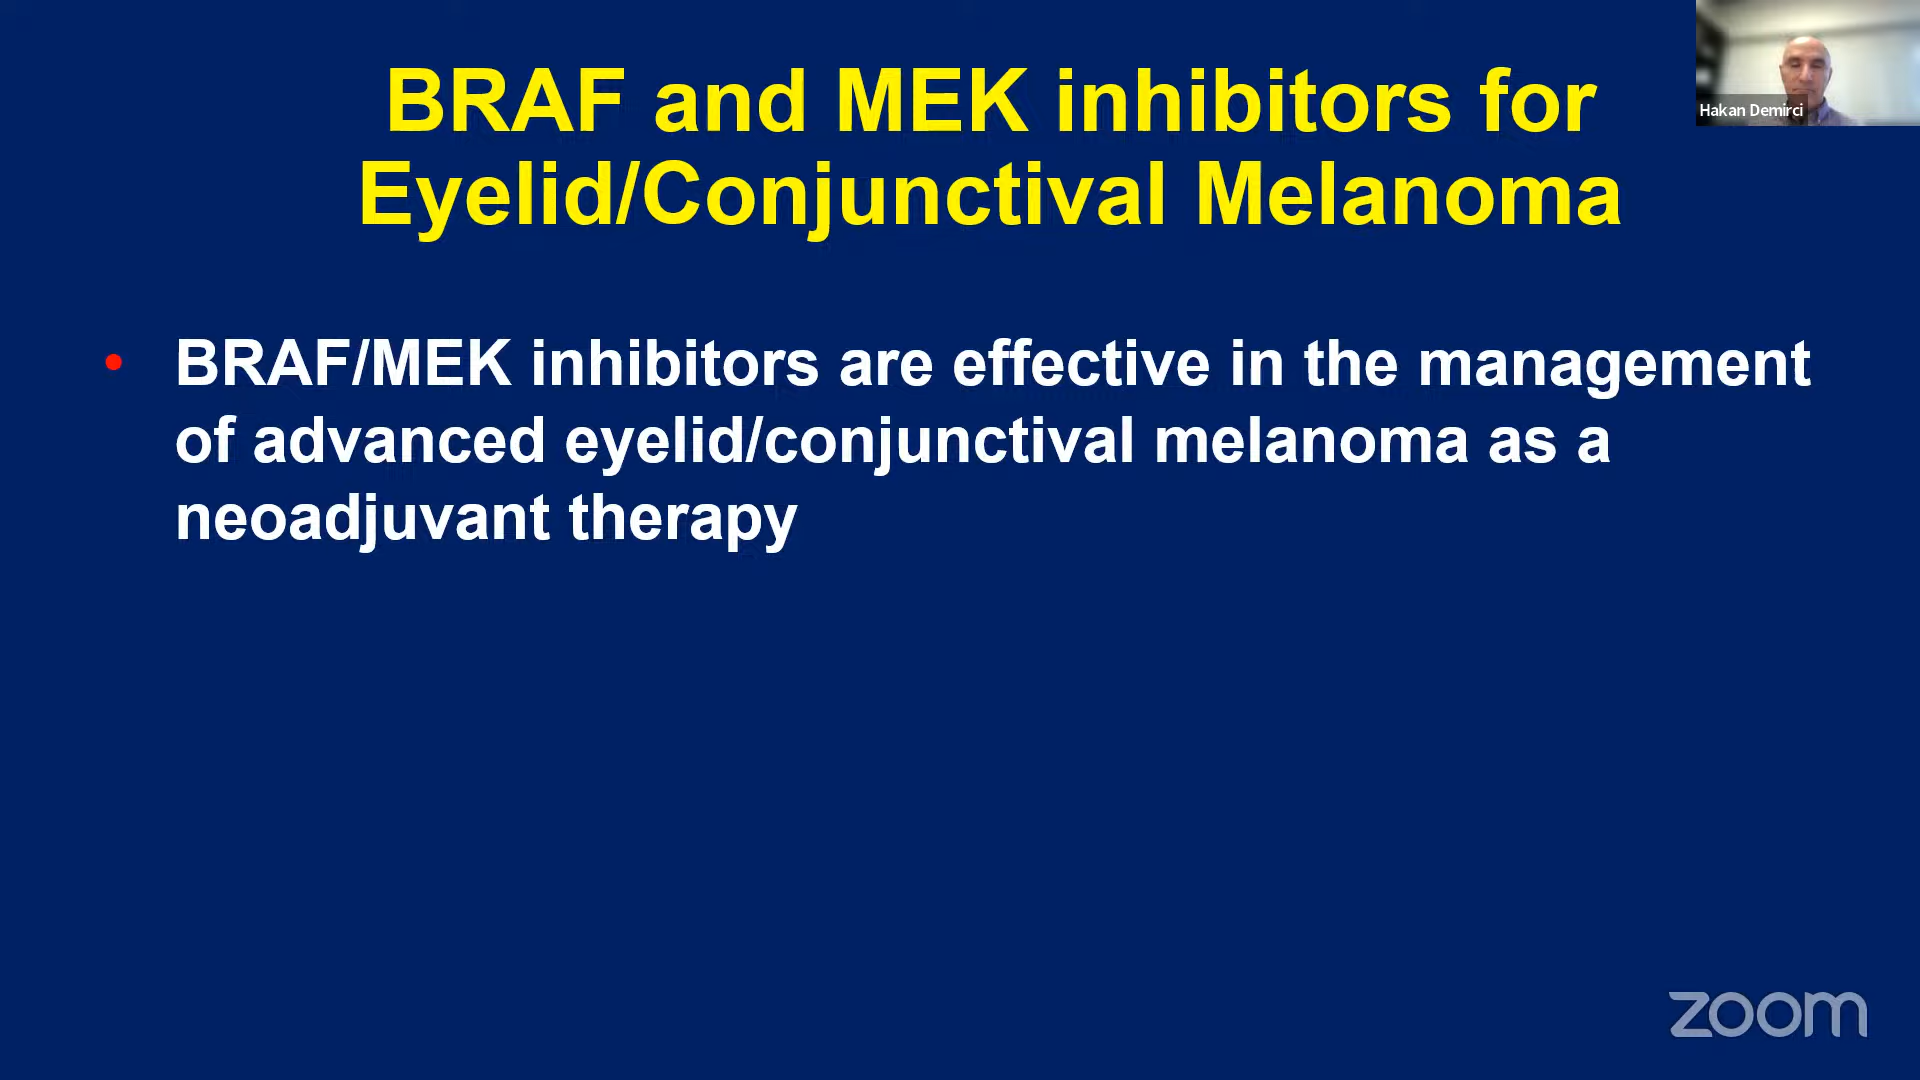 BRAF and MEK inhibitors for
Eyelid/Conjunctival Melanoma
Hakan Demirci
• BRAF/MEK inhibitors are effective in the management
of advanced eyelid/conjunctival melanoma as a
neoadjuvant therapy
zoom